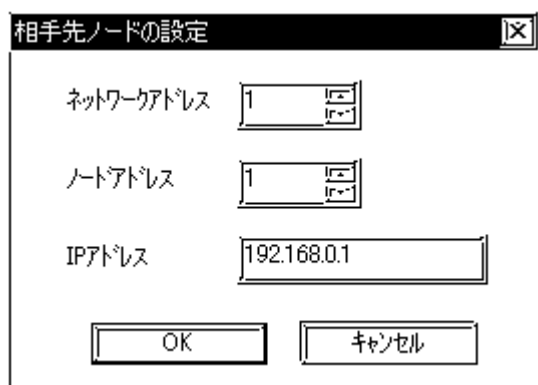 相手先ノードの設定
ネットワークアドレス 1
ノードアドレス 1
IPアドレス 192.168.0.1
OK キャンセル